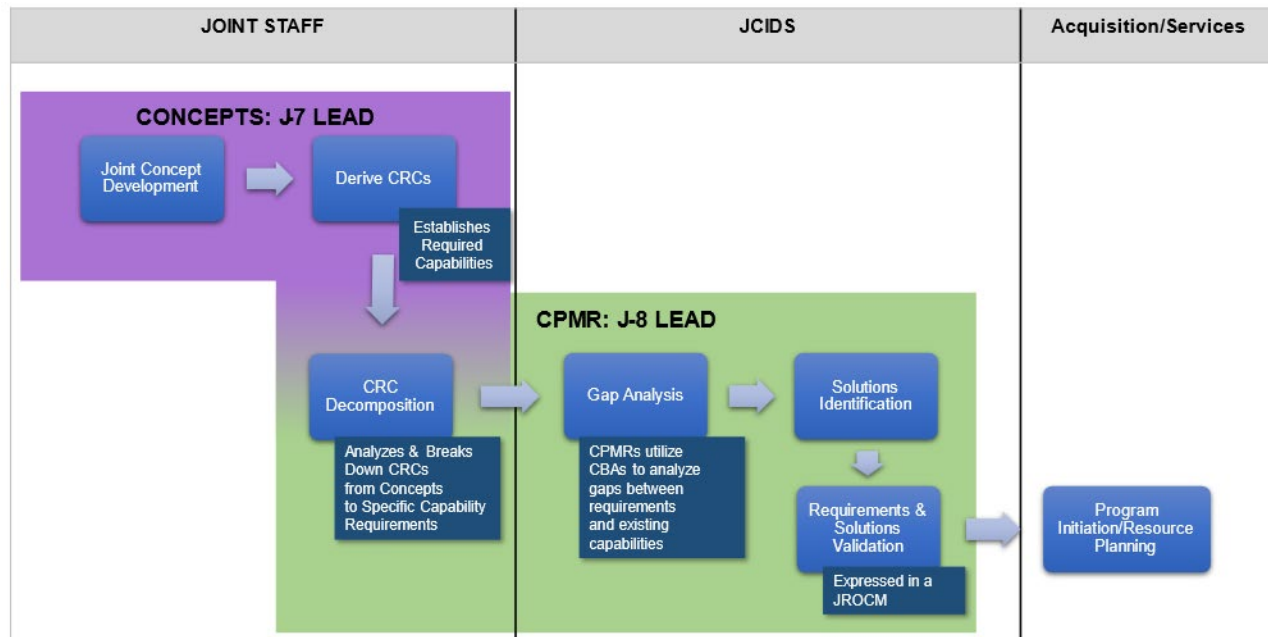 JOINT STAFF
JCIDS
Acquisition/Services
CONCEPTS: J-7 LEAD
Joint Concept
Development
Derive CRCs
Establishes
Required
Capabilities
CPMR: J-8 LEAD
CRC
Decomposition
Analyzes & Breaks
Down CRCs
from Concepts
to Specific Capability
Requirements
Gap Analysis
CPMRs utilize
CBAs to analyze
gaps between
requirements
and existing
capabilities
Solutions
Identification
Requirements &
Solutions
Validation
Expressed in a
JROCM
Program
Initiation/Resource
Planning